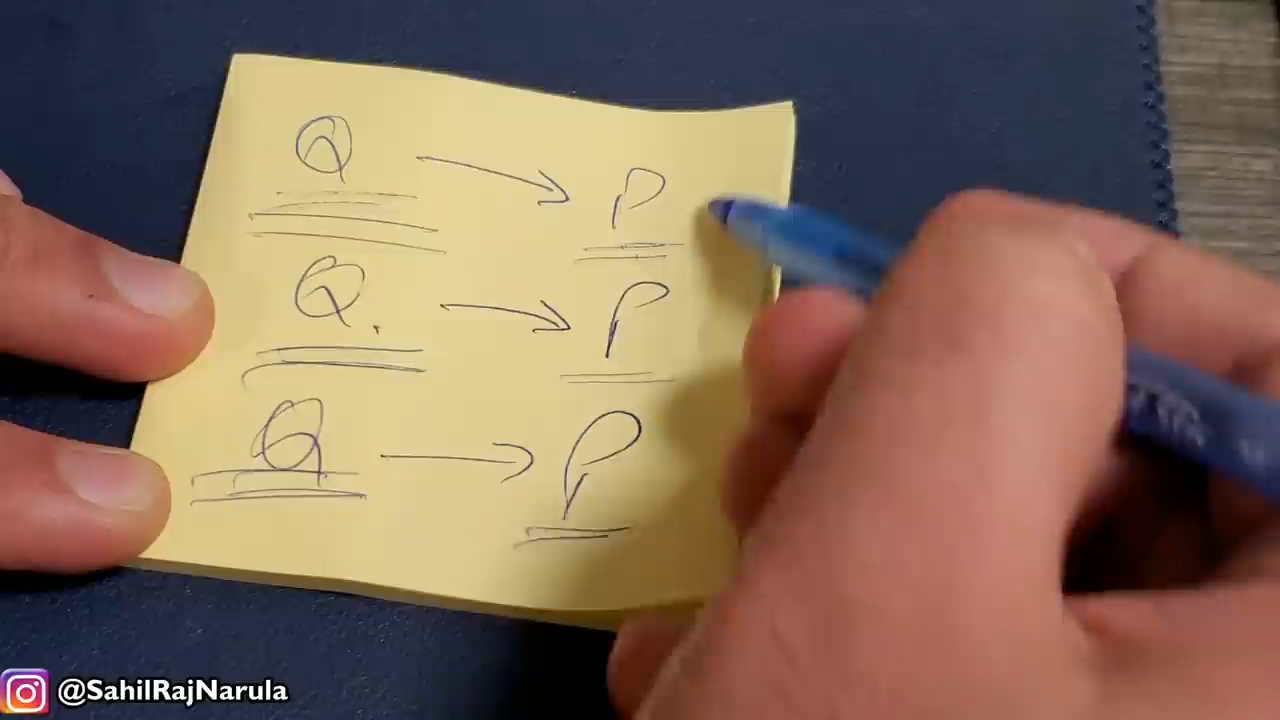 Q → P
Q. → P
Q → P
@SahilRajNarula